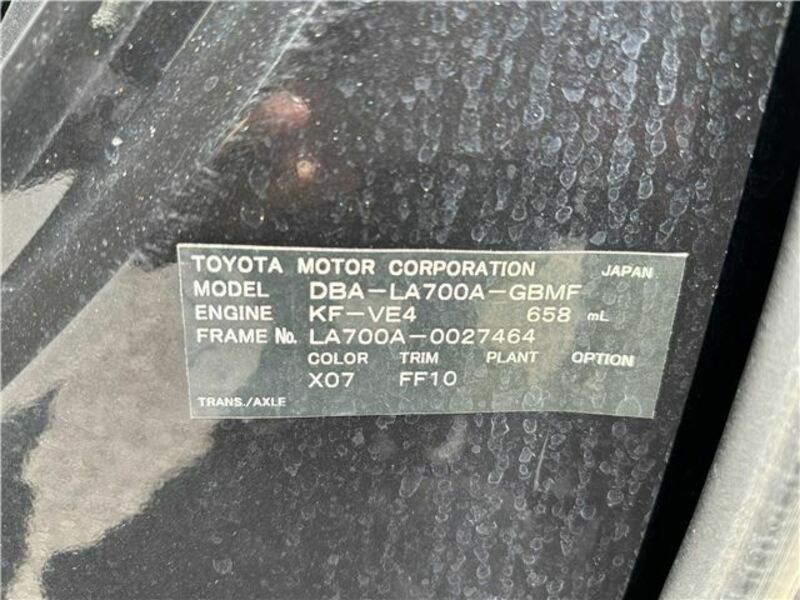 TOYOTA MOTOR CORPORATION JAPAN
MODEL DBA-LA700A-GBMF
ENGINE KF-VE4 658 mL
FRAME No. LA700A-0027464
COLOR TRIM PLANT OPTION
X07 FF10
TRANS./AXLE